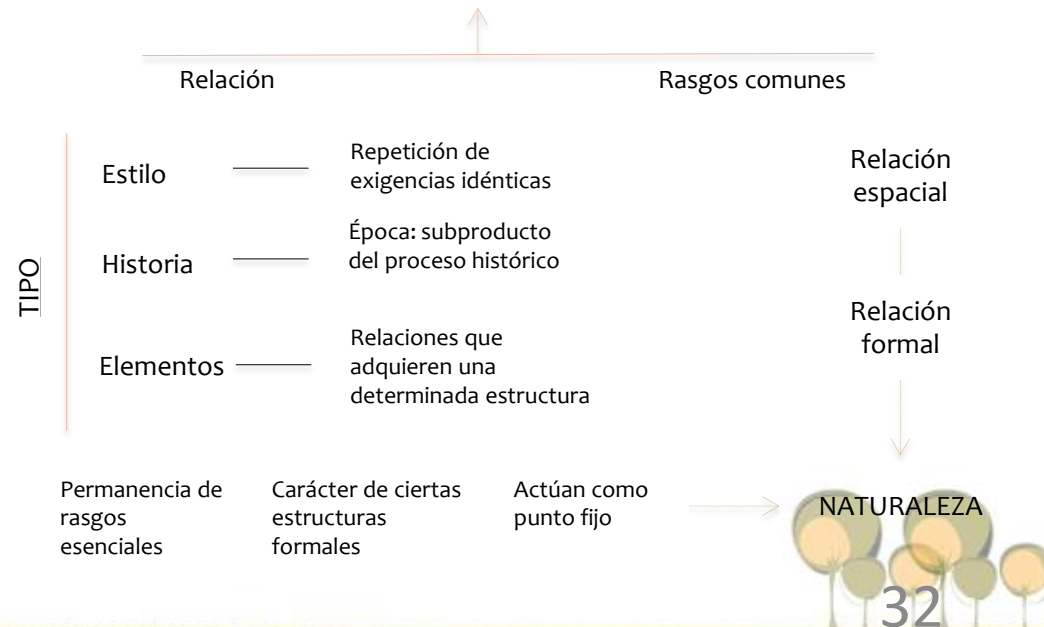 Relación
Rasgos comunes
TIPO
Estilo
Repetición de
exigencias idénticas
Historia
Época: subproducto
del proceso histórico
Elementos
Relaciones que
adquieren una
determinada estructura
Relación
espacial
Relación
formal
Permanencia de
rasgos
esenciales
Carácter de ciertas
estructuras
formales
Actúan como
punto fijo
NATURALEZA
32